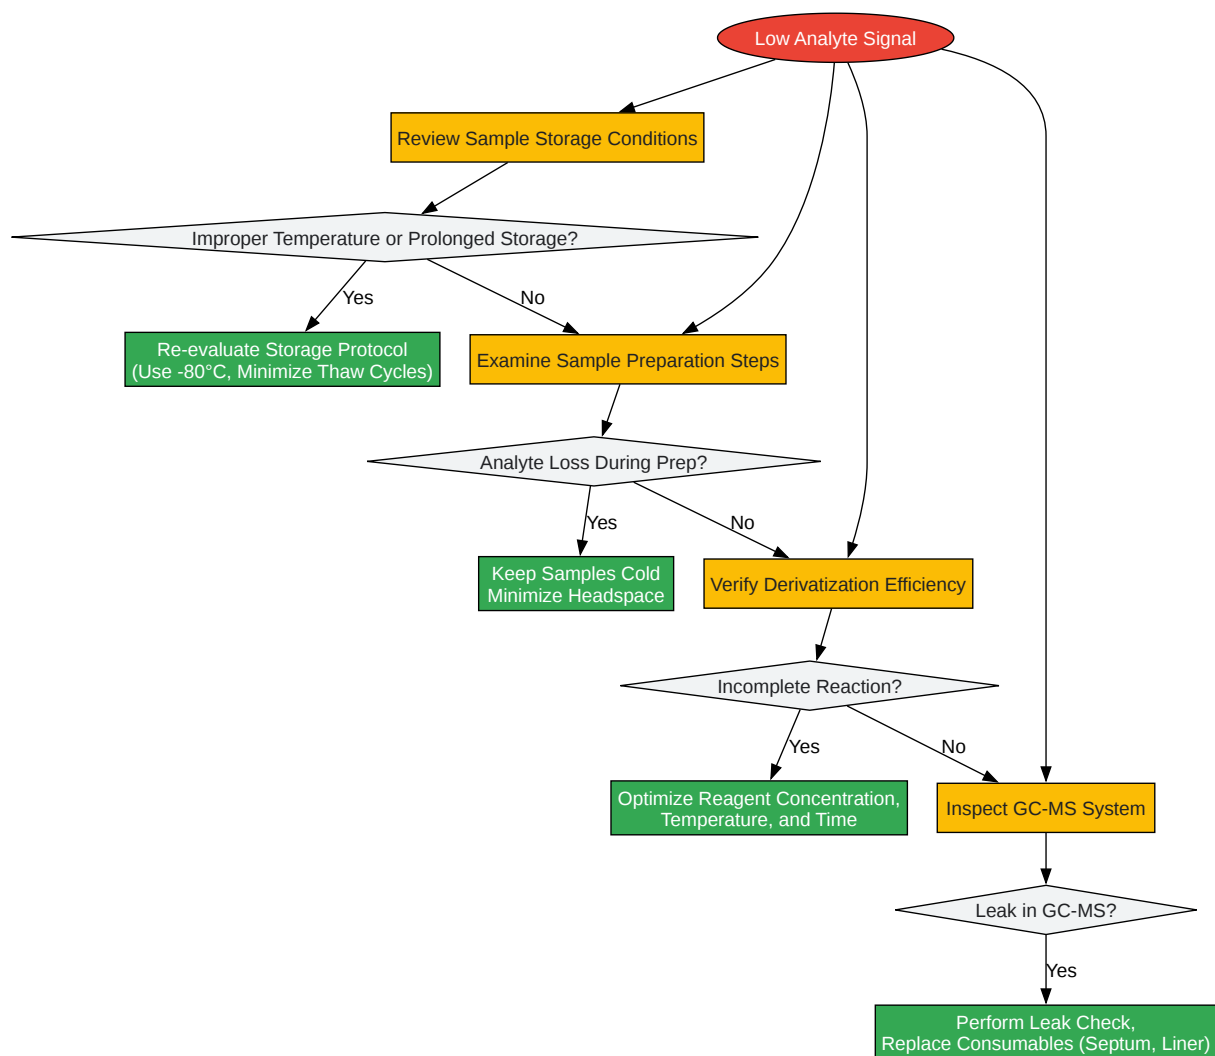 Low Analyte Signal
Review Sample Storage Conditions
Improper Temperature or Prolonged Storage?
Yes
No
Re-evaluate Storage Protocol
(Use -80°C, Minimize Thaw Cycles)
Examine Sample Preparation Steps
Analyte Loss During Prep?
Yes
No
Keep Samples Cold
Minimize Headspace
Verify Derivatization Efficiency
Incomplete Reaction?
Yes
No
Optimize Reagent Concentration,
Temperature, and Time
Inspect GC-MS System
Leak in GC-MS?
Yes
Perform Leak Check,
Replace Consumables (Septum, Liner)